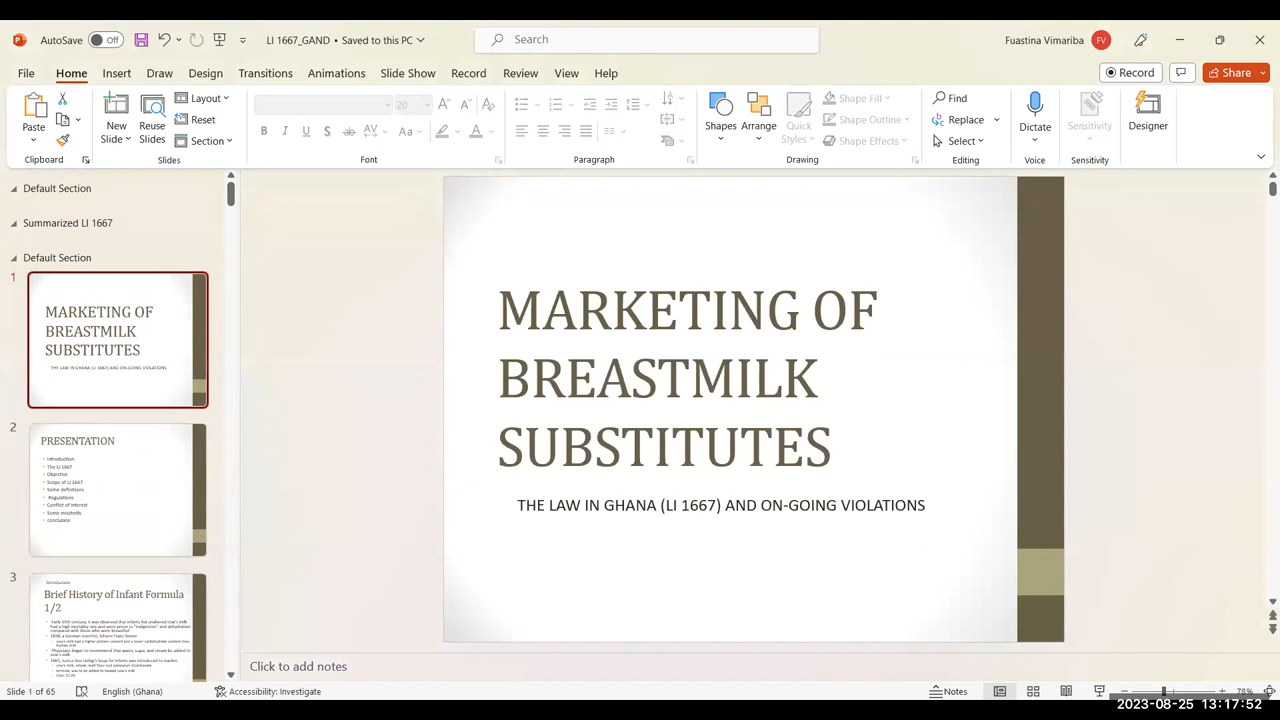 AutoSave Off LI 1667_GAND • Saved to this PC Search Fuastina Vimariba FV
File Home Insert Draw Design Transitions Animations Slide Show Record Review View Help Record Share
Paste New Slide Reuse Slides Layout Reset Section 20 Shapes Arrange Quick Styles Shape Fill Shape Outline Shape Effects Find Replace Select Dictate Sensitivity Designer
Clipboard Slides Font Paragraph Drawing Editing Voice Sensitivity
Default Section
Summarized LI 1667
Default Section
1
MARKETING OF
BREASTMILK
SUBSTITUTES
THE LAW IN GHANA (LI 1667) AND ON-GOING VIOLATIONS
2
PRESENTATION
Introduction
The LI 1667
Objective
Scope of LI 1667
Some definitions
Regulations
Conflict of interest
Some misdeeds
conclusion
3
Introduction
Brief History of Infant Formula
1/2
MARKETING OF
BREASTMILK
SUBSTITUTES
THE LAW IN GHANA (LI 1667) AND ON-GOING VIOLATIONS
Click to add notes
Slide 1 of 65 English (Ghana) Accessibility: Investigate Notes 78%
2023-08-25 13:17:52